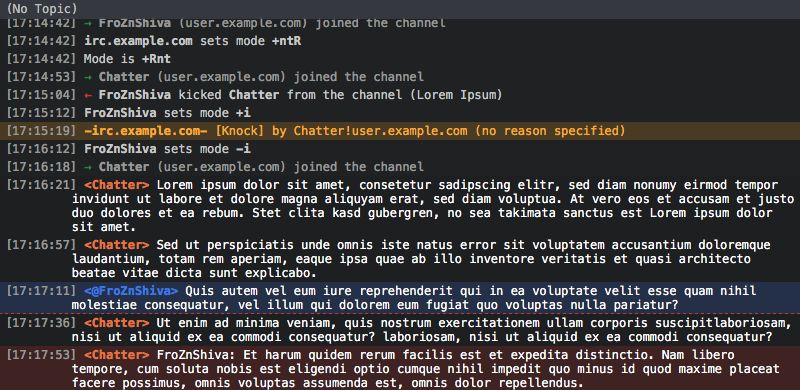 (No Topic)
[17:14:42] → FroZnShiva (user.example.com) joined the channel
[17:14:42] irc.example.com sets mode +ntR
[17:14:42] Mode is +Rnt
[17:14:53] → Chatter (user.example.com) joined the channel
[17:15:04] ← FroZnShiva kicked Chatter from the channel (Lorem Ipsum)
[17:15:12] FroZnShiva sets mode +i
[17:15:19] -irc.example.com- [Knock] by Chatter!user.example.com (no reason specified)
[17:16:12] FroZnShiva sets mode -i
[17:16:18] → Chatter (user.example.com) joined the channel
[17:16:21] <Chatter> Lorem ipsum dolor sit amet, consetetur sadipscing elitr, sed diam nonumy eirmod tempor
invidunt ut labore et dolore magna aliquyam erat, sed diam voluptua. At vero eos et accusam et justo
duo dolores et ea rebum. Stet clita kasd gubergren, no sea takimata sanctus est Lorem ipsum dolor
sit amet.
[17:16:57] <Chatter> Sed ut perspiciatis unde omnis iste natus error sit voluptatem accusantium doloremque
laudantium, totam rem aperiam, eaque ipsa quae ab illo inventore veritatis et quasi architecto
beatae vitae dicta sunt explicabo.
[17:17:11] <@FroZnShiva> Quis autem vel eum iure reprehenderit qui in ea voluptate velit esse quam nihil
molestiae consequatur, vel illum qui dolorem eum fugiat quo voluptas nulla pariatur?
[17:17:36] <Chatter> Ut enim ad minima veniam, quis nostrum exercitationem ullam corporis suscipitlaboriosam,
nisi ut aliquid ex ea commodi consequatur? laboriosam, nisi ut aliquid ex ea commodi consequatur?
[17:17:53] <Chatter> FroZnShiva: Et harum quidem rerum facilis est et expedita distinctio. Nam libero
tempore, cum soluta nobis est eligendi optio cumque nihil impedit quo minus id quod maxime placeat
facere possimus, omnis voluptas assumenda est, omnis dolor repellendus.